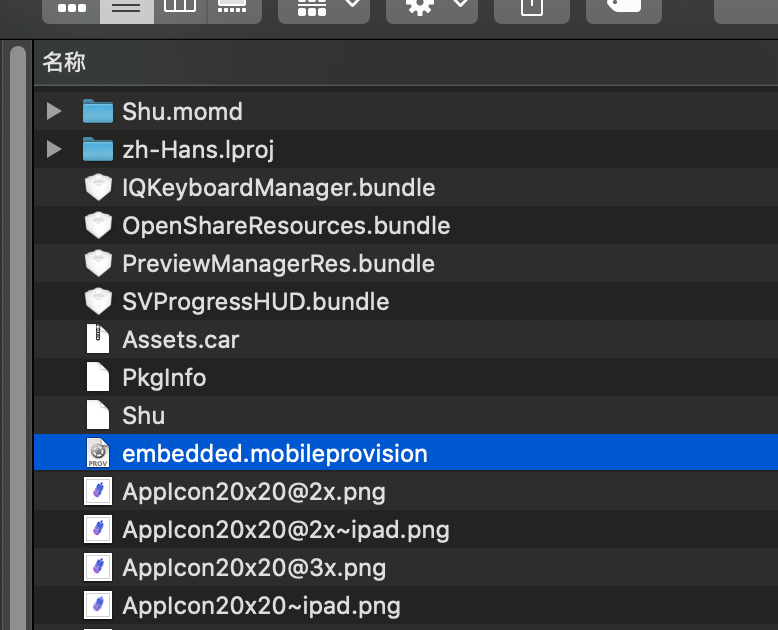 名称
Shu.momd
zh-Hans.lproj
IQKeyboardManager.bundle
OpenShareResources.bundle
PreviewManagerRes.bundle
SVProgressHUD.bundle
Assets.car
PkgInfo
Shu
PROV
embedded.mobileprovision
AppIcon20x20@2x.png
AppIcon20x20@2x~ipad.png
AppIcon20x20@3x.png
AppIcon20x20~ipad.png